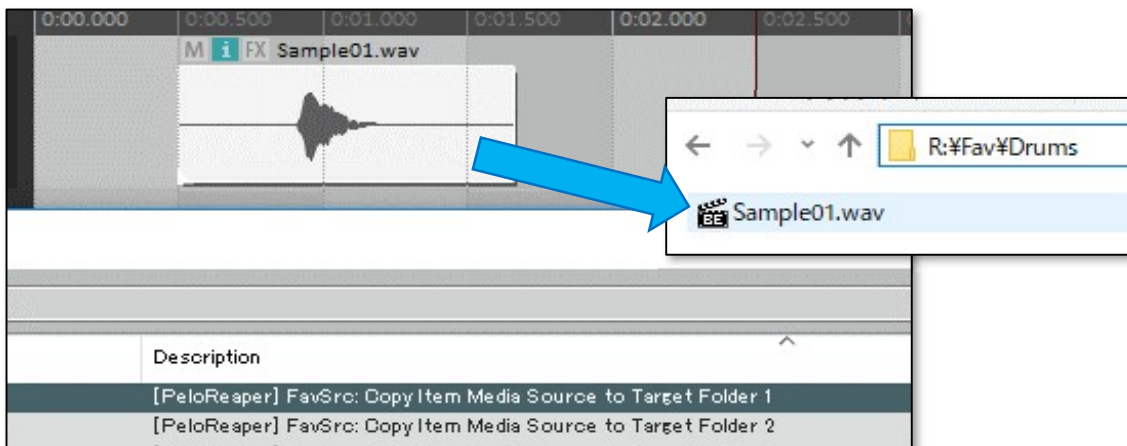 0:00.000 0:00.500 0:01.000 0:01.500 0:02.000 0:02.500
M i FX Sample01.wav
R:¥Fav¥Drums
Sample01.wav
Description
[PeloReaper] FavSrc: Copy Item Media Source to Target Folder 1
[PeloReaper] FavSrc: Copy Item Media Source to Target Folder 2